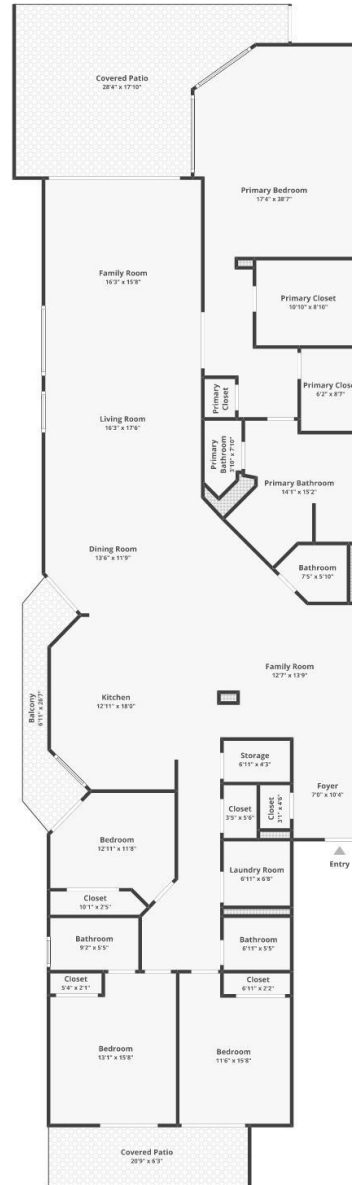 Covered Patio
28'4" x 17'10"
Primary Bedroom
17'4" x 38'7"
Family Room
16'3" x 15'8"
Primary Closet
10'10" x 8'10"
Primary Closet
Primary Close
6'2" x 8'7"
Living Room
16'3" x 17'6"
Primary Bathroom
3'10" x 7'10"
Primary Bathroom
14'1" x 15'2"
Dining Room
13'6" x 11'9"
Bathroom
7'5" x 5'10"
Balcony
6'11" x 26'7"
Family Room
12'7" x 13'9"
Kitchen
12'11" x 18'0"
Storage
6'11" x 4'3"
Foyer
7'0" x 10'4"
Closet
3'5" x 5'6"
Closet
3'1" x 4'6"
Bedroom
12'11" x 11'8"
Entry
Laundry Room
6'11" x 6'8"
Closet
10'1" x 2'5"
Bathroom
9'2" x 5'5"
Bathroom
6'11" x 5'5"
Closet
5'4" x 2'1"
Closet
6'11" x 2'2"
Bedroom
13'1" x 15'8"
Bedroom
11'6" x 15'8"
Covered Patio
20'9" x 6'3"